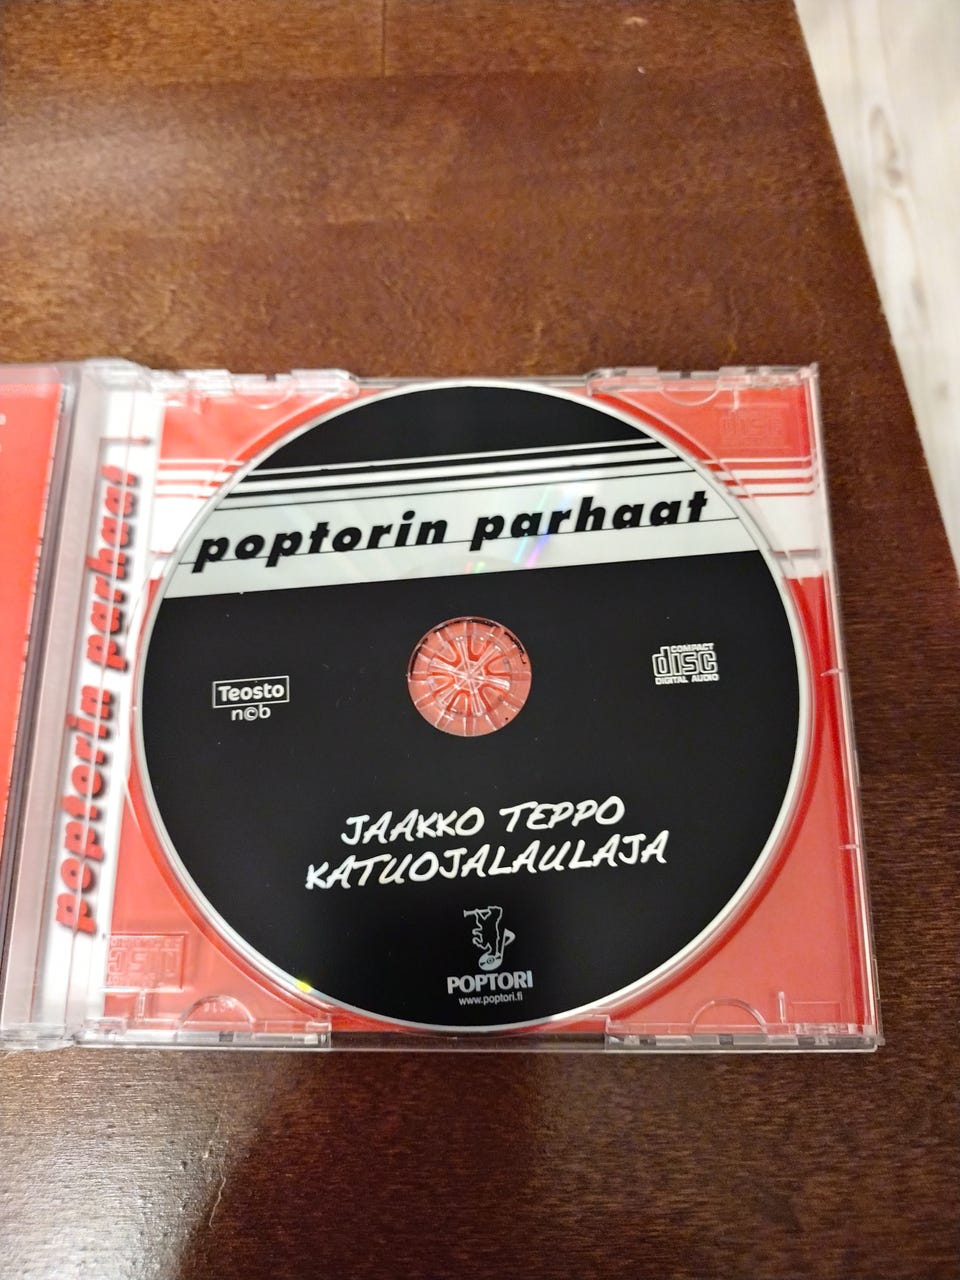 poptorin parhaat
poptorin parhaat
Teosto
n©b
COMPACT
disc
DIGITAL AUDIO
JAAKKO TEPPO
KATUOJALAULAJA
POPTORI
www.poptori.fi